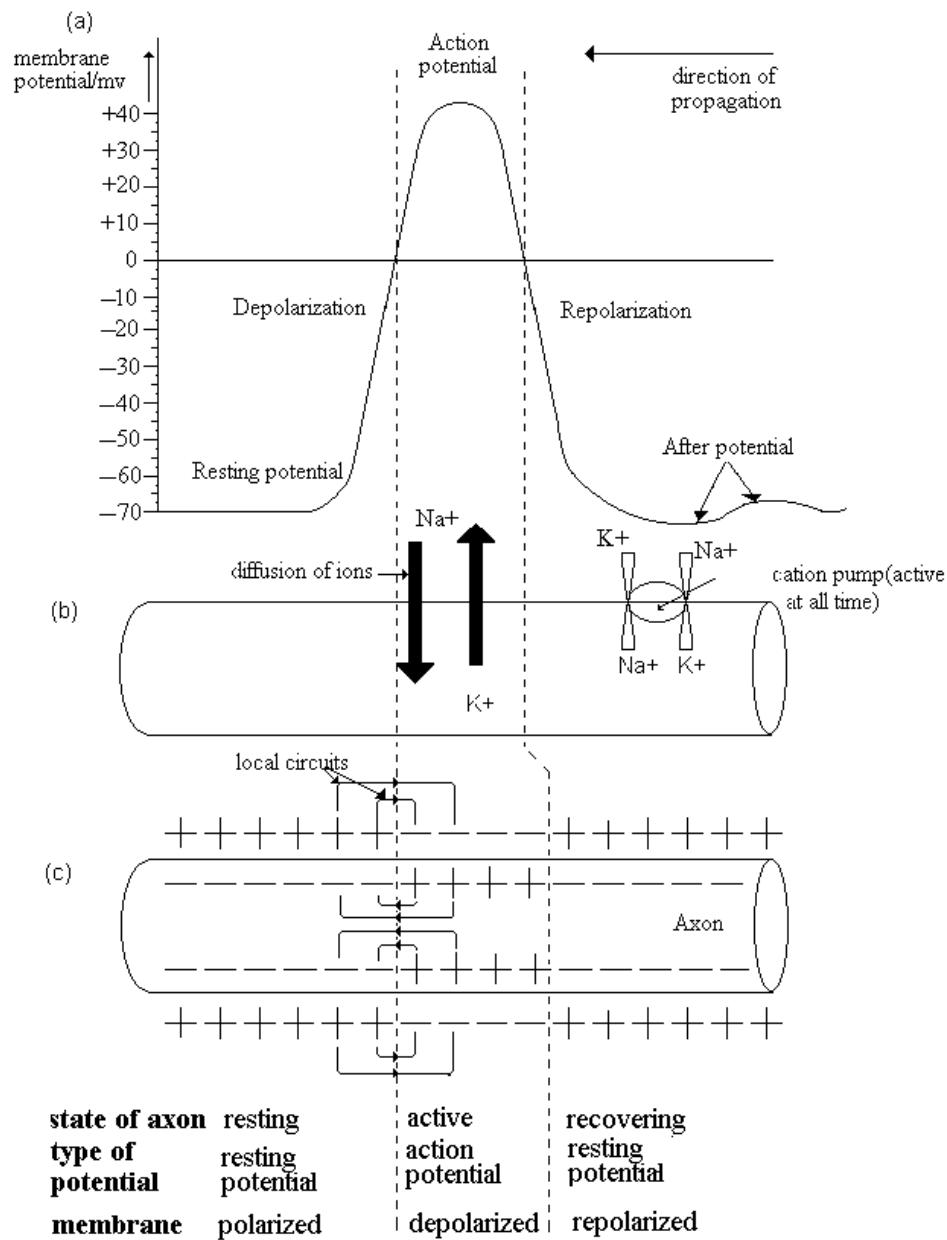 (a)
membrane
potential/mv
Action
potential
direction of
propagation
+40
+30
+20
+10
0
−10
−20
−30
−40
−50
−60
−70
Depolarization
Repolarization
Resting potential
After potential
Na+
K+
Na+
diffusion of ions
cation pump(active
at all time)
(b)
Na+
K+
K+
local circuits
(c)
Axon
state of axon resting active recovering
type of
potential
resting
potential
action
potential
resting
potential
membrane polarized depolarized repolarized